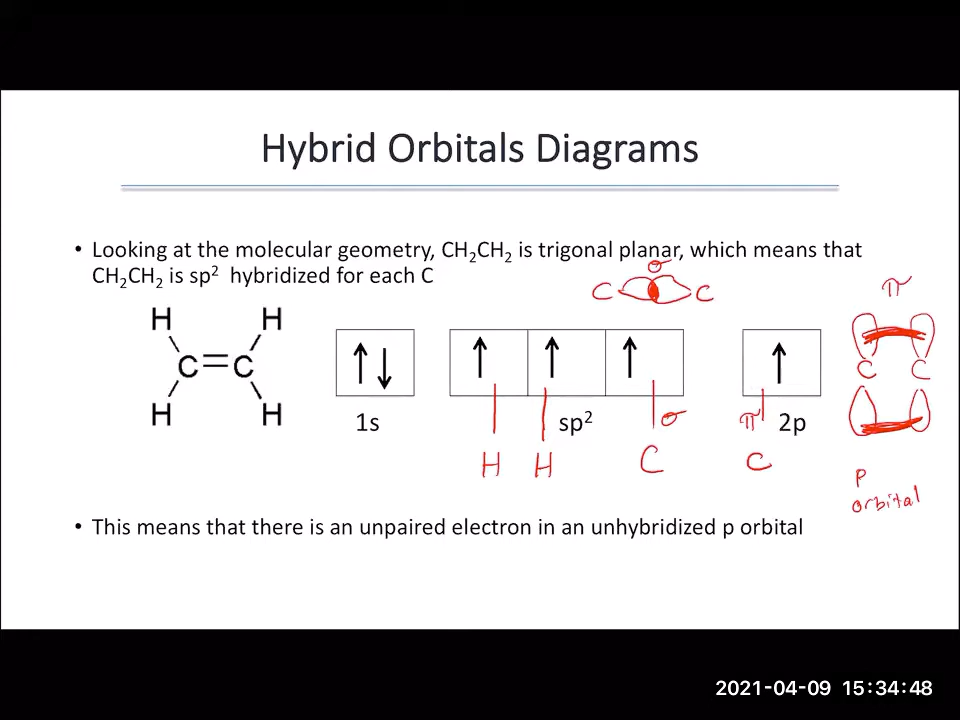 Hybrid Orbitals Diagrams
• Looking at the molecular geometry, CH₂CH₂ is trigonal planar, which means that
CH₂CH₂ is sp² hybridized for each C
σ
C C
π
H H
C C
H H
C C
1s
sp²
2p
σ
π
H H C C
p
orbital
• This means that there is an unpaired electron in an unhybridized p orbital
2021-04-09 15:34:48